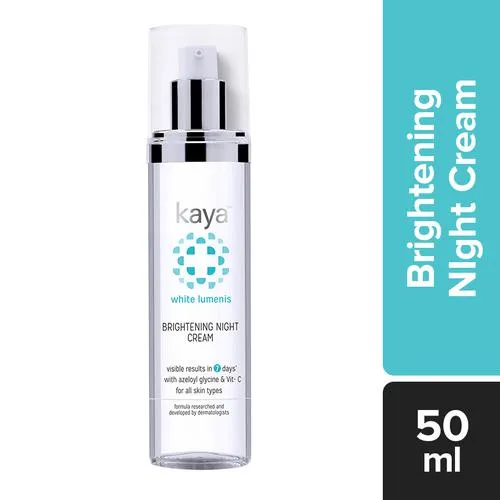 kaya™
white lumenis
BRIGHTENING NIGHT
CREAM
visible results in 7 days*
with azeloyl glycine & Vit- C
for all skin types
formula researched and
developed by dermatologists
Brightening
NIght Cream
50
ml